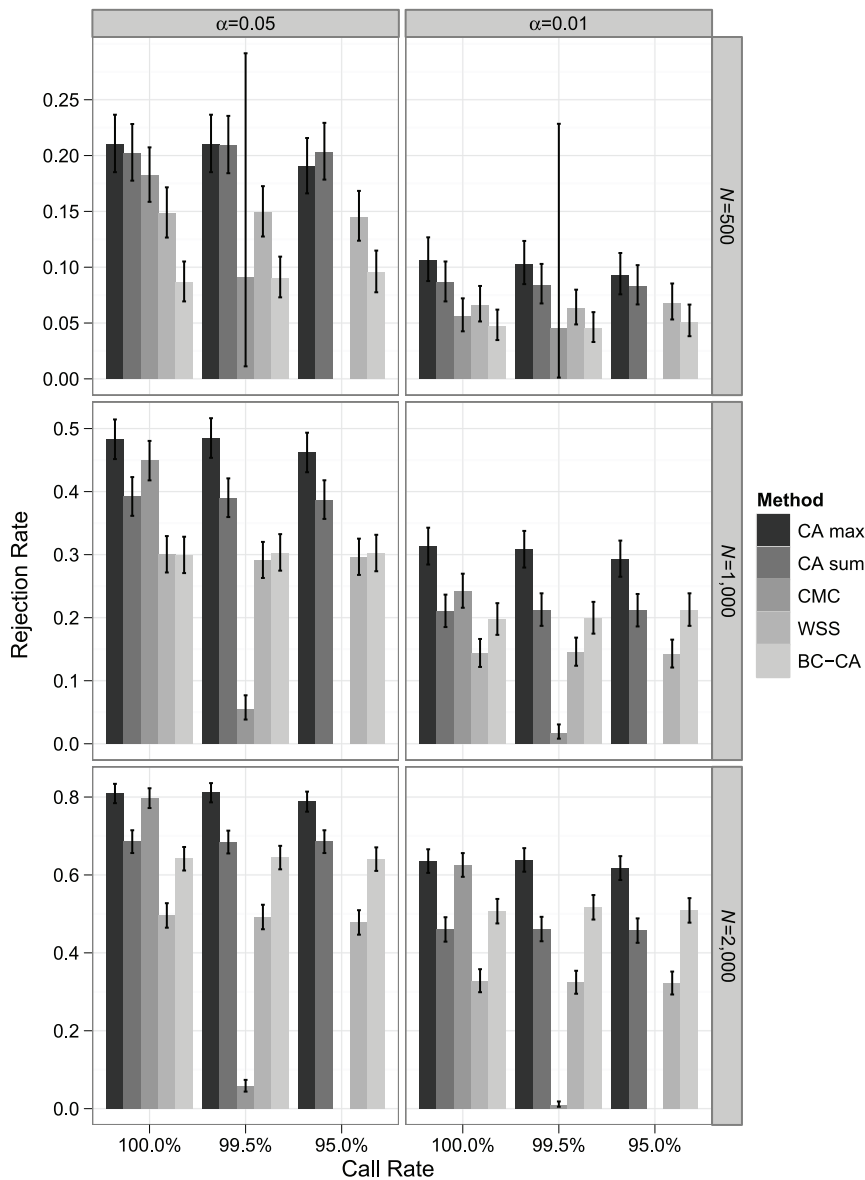 α=0.05
α=0.01
0.25
0.20
0.15
0.10
0.05
0.00
N=500
0.5
0.4
0.3
0.2
0.1
0.0
N=1,000
0.8
0.6
0.4
0.2
0.0
N=2,000
Rejection Rate
100.0%
99.5%
95.0%
100.0%
99.5%
95.0%
Call Rate
Method
CA max
CA sum
CMC
WSS
BC−CA